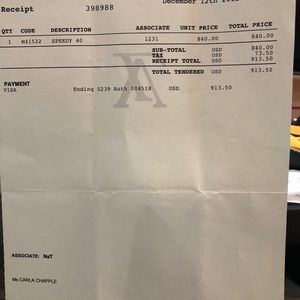 December 12th
Receipt 398988
QTY CODE DESCRIPTION ASSOCIATE UNIT PRICE TOTAL PRICE
1 M41522 SPEEDY 40 1231 840.00 840.00
SUB-TOTAL USD 840.00
TAX USD 73.50
RECEIPT TOTAL USD 913.50
TOTAL TENDERED USD 913.50
PAYMENT
VISA Ending 0239 Auth 004518 USD 913.50
ASSOCIATE: NaT
Ms CARLA CHAPPLE